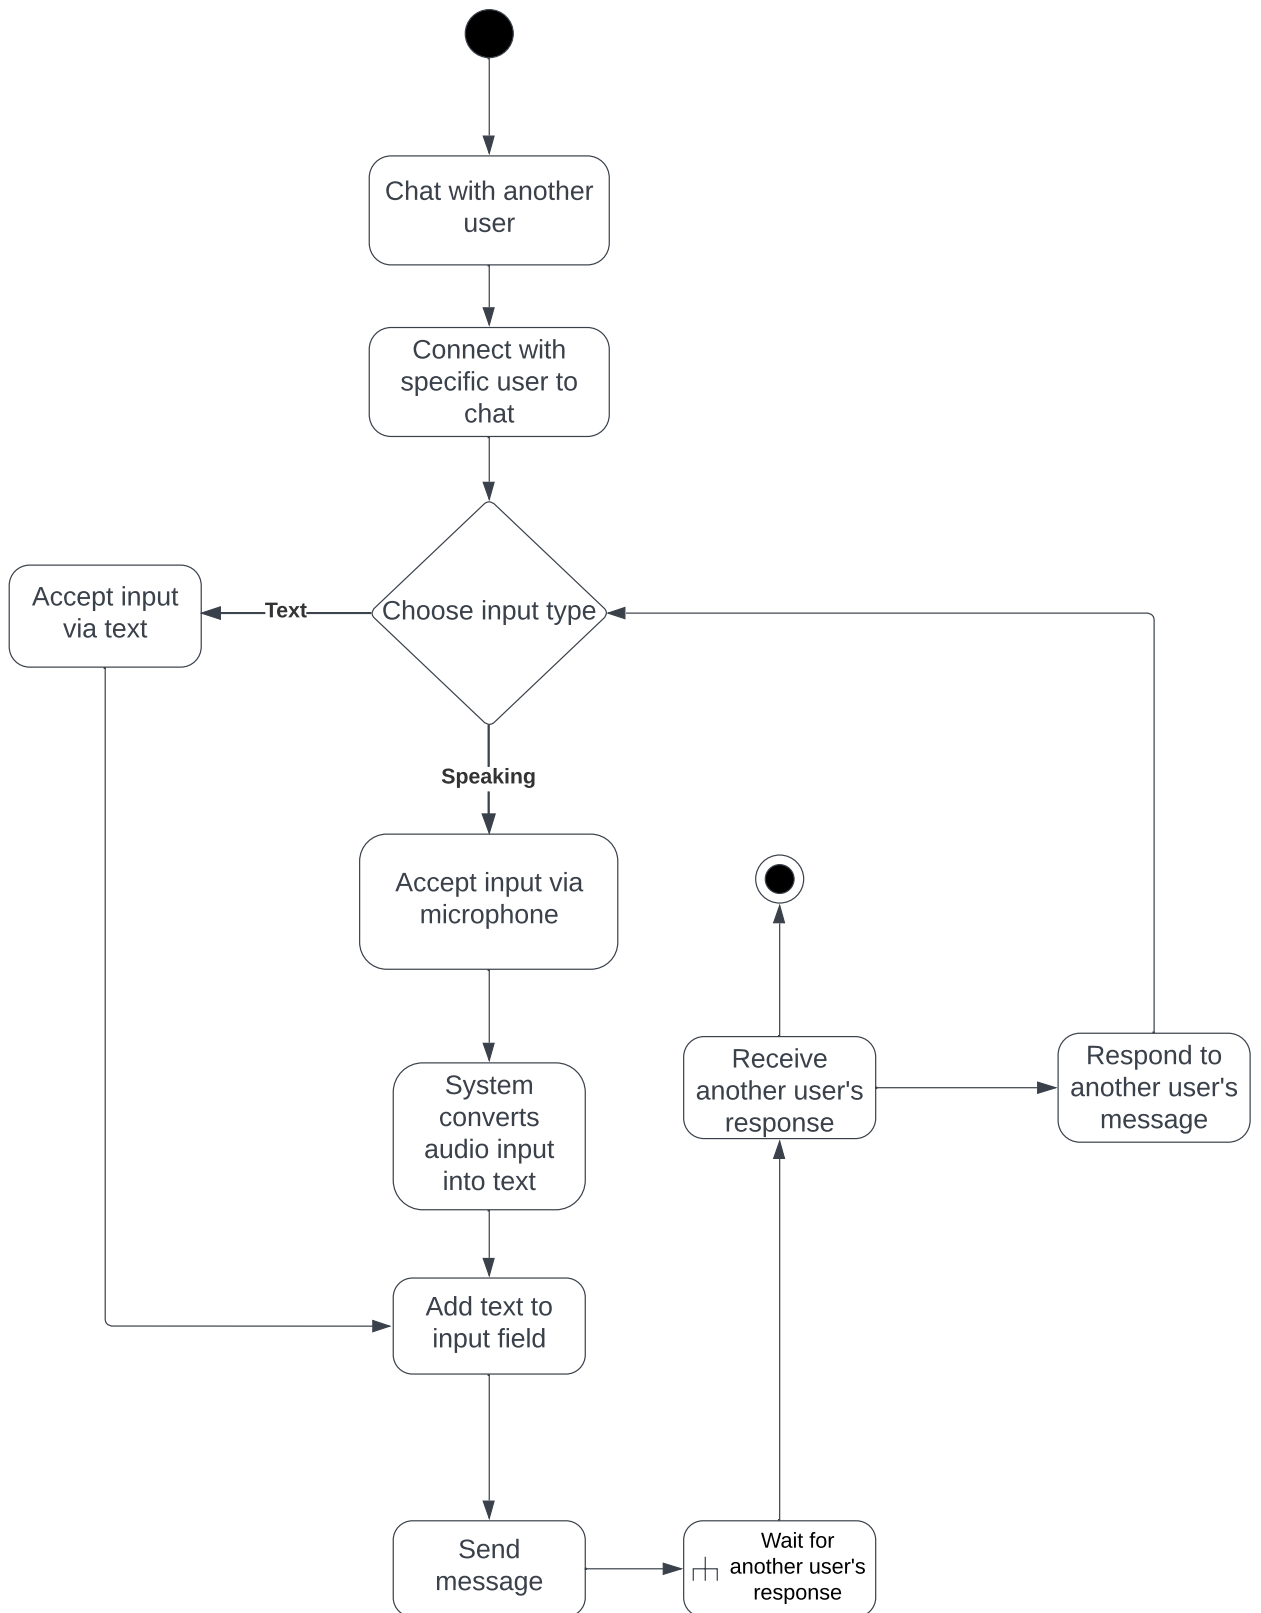 Chat with another
user
Connect with
specific user to
chat
Choose input type
Text
Accept input
via text
Speaking
Accept input via
microphone
System
converts
audio input
into text
Add text to
input field
Send
message
Wait for
another user's
response
Receive
another user's
response
Respond to
another user's
message